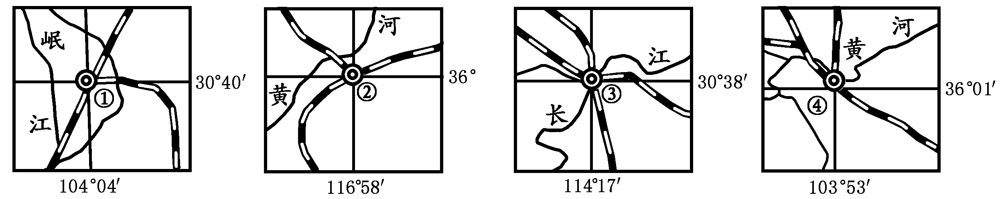 岷
江
①
30°40′
104°04′
河
黄
②
36°
116°58′
江
长
③
30°38′
114°17′
河
黄
④
36°01′
103°53′